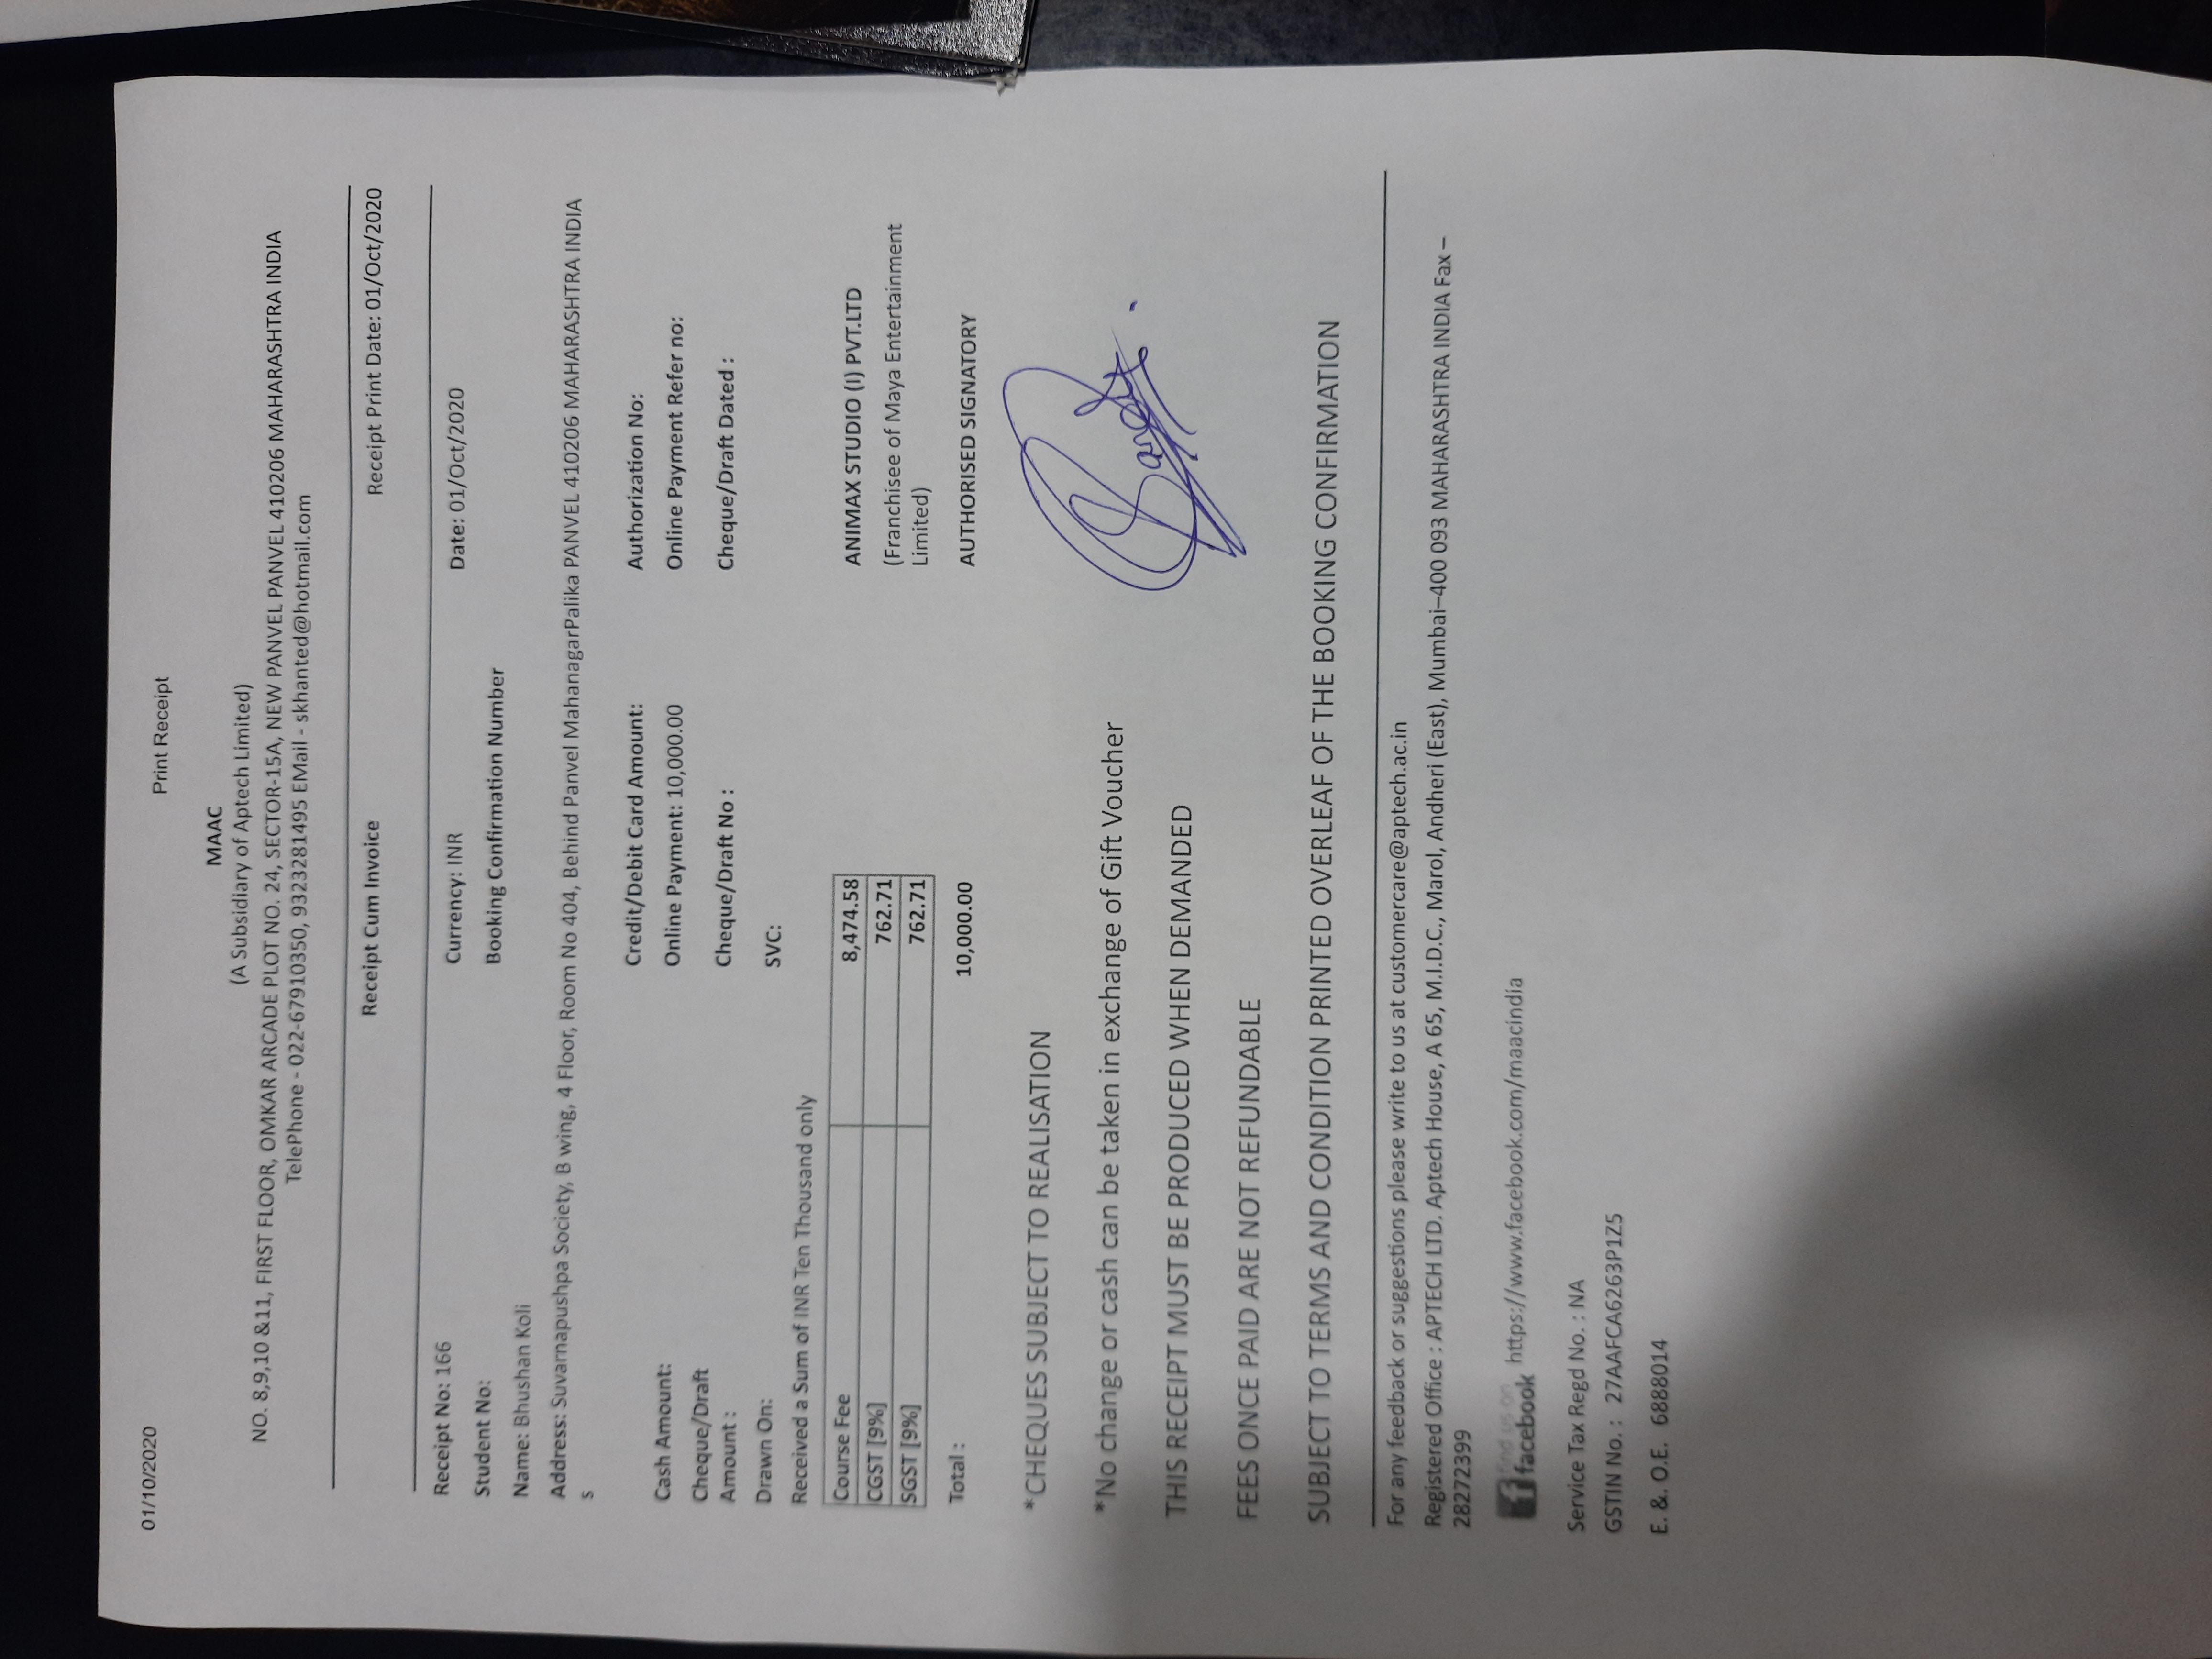 01/10/2020 Print Receipt
MAAC
(A Subsidiary of Aptech Limited)
NO. 8,9,10 &11, FIRST FLOOR, OMKAR ARCADE PLOT NO. 24, SECTOR-15A, NEW PANVEL PANVEL 410206 MAHARASHTRA INDIA
TelePhone - 022-67910350, 9323281495 EMail - skhanted@hotmail.com
Receipt Cum Invoice Receipt Print Date: 01/Oct/2020
Receipt No: 166 Currency: INR Date: 01/Oct/2020
Student No: Booking Confirmation Number
Name: Bhushan Koli
Address: Suvarnapushpa Society, B wing, 4 Floor, Room No 404, Behind Panvel MahanagarPalika PANVEL 410206 MAHARASHTRA INDIA
s
Credit/Debit Card Amount: Authorization No:
Cash Amount: Online Payment: 10,000.00 Online Payment Refer no:
Cheque/Draft
Amount : Cheque/Draft No : Cheque/Draft Dated :
Drawn On: SVC:
Received a Sum of INR Ten Thousand only
Course Fee 8,474.58
CGST [9%] 762.71
SGST [9%] 762.71
Total : 10,000.00
ANIMAX STUDIO (I) PVT.LTD
(Franchisee of Maya Entertainment
Limited)
AUTHORISED SIGNATORY
*CHEQUES SUBJECT TO REALISATION
*No change or cash can be taken in exchange of Gift Voucher
THIS RECEIPT MUST BE PRODUCED WHEN DEMANDED
FEES ONCE PAID ARE NOT REFUNDABLE
SUBJECT TO TERMS AND CONDITION PRINTED OVERLEAF OF THE BOOKING CONFIRMATION
For any feedback or suggestions please write to us at customercare@aptech.ac.in
Registered Office : APTECH LTD. Aptech House, A 65, M.I.D.C., Marol, Andheri (East), Mumbai–400 093 MAHARASHTRA INDIA Fax –
28272399
find us on
facebook https://www.facebook.com/maacindia
Service Tax Regd No. : NA
GSTIN No. : 27AAFCA6263P1Z5
E. &. O.E. 6888014